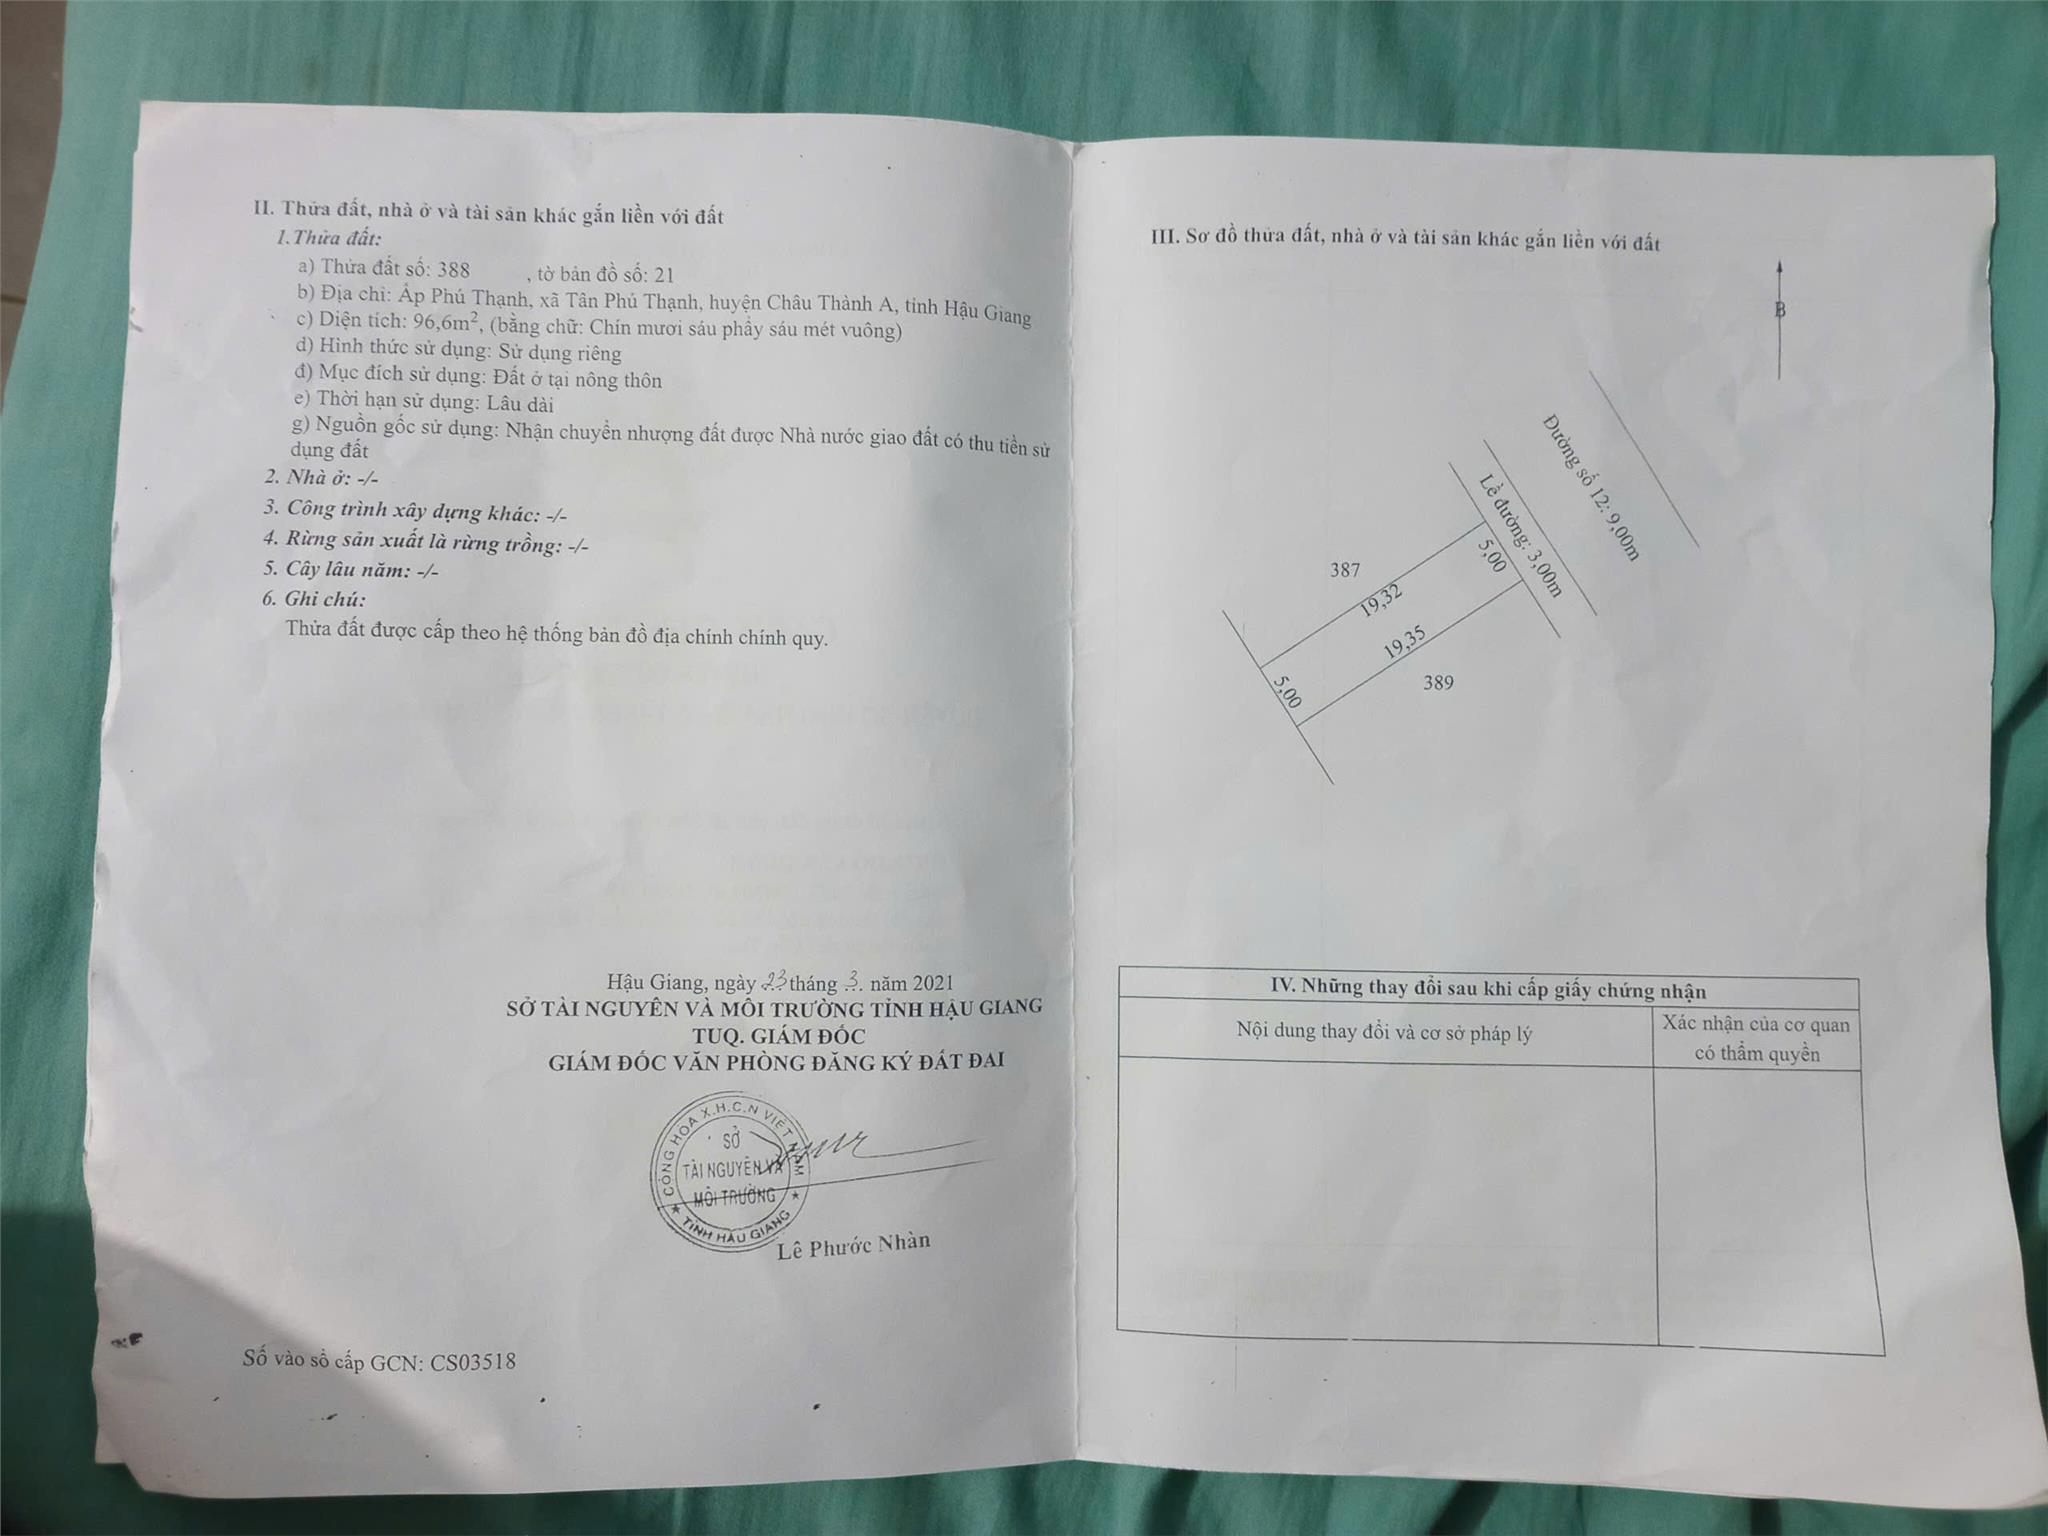 II. Thửa đất, nhà ở và tài sản khác gắn liền với đất
1.Thửa đất:
a) Thửa đất số: 388 , tờ bản đồ số: 21
b) Địa chỉ: Ấp Phú Thạnh, xã Tân Phú Thạnh, huyện Châu Thành A, tỉnh Hậu Giang
c) Diện tích: 96,6m², (bằng chữ: Chín mươi sáu phẩy sáu mét vuông)
d) Hình thức sử dụng: Sử dụng riêng
đ) Mục đích sử dụng: Đất ở tại nông thôn
e) Thời hạn sử dụng: Lâu dài
g) Nguồn gốc sử dụng: Nhận chuyển nhượng đất được Nhà nước giao đất có thu tiền sử
dụng đất
2. Nhà ở: -/-
3. Công trình xây dựng khác: -/-
4. Rừng sản xuất là rừng trồng: -/-
5. Cây lâu năm: -/-
6. Ghi chú:
Thửa đất được cấp theo hệ thống bản đồ địa chính chính quy.
Hậu Giang, ngày 23 tháng 3 năm 2021
SỞ TÀI NGUYÊN VÀ MÔI TRƯỜNG TỈNH HẬU GIANG
TUQ. GIÁM ĐỐC
GIÁM ĐỐC VĂN PHÒNG ĐĂNG KÝ ĐẤT ĐAI
CỘNG HÒA X.H.C.N VIỆT NAM
SỞ
TÀI NGUYÊN VÀ
MÔI TRƯỜNG
★ TỈNH HẬU GIANG ★
Lê Phước Nhàn
Số vào sổ cấp GCN: CS03518
III. Sơ đồ thửa đất, nhà ở và tài sản khác gắn liền với đất
B
Đường số 12: 9,00m
Lề đường: 3,00m
5,00
387
19,32
19,35
389
5,00
IV. Những thay đổi sau khi cấp giấy chứng nhận
Nội dung thay đổi và cơ sở pháp lý
Xác nhận của cơ quan
có thẩm quyền